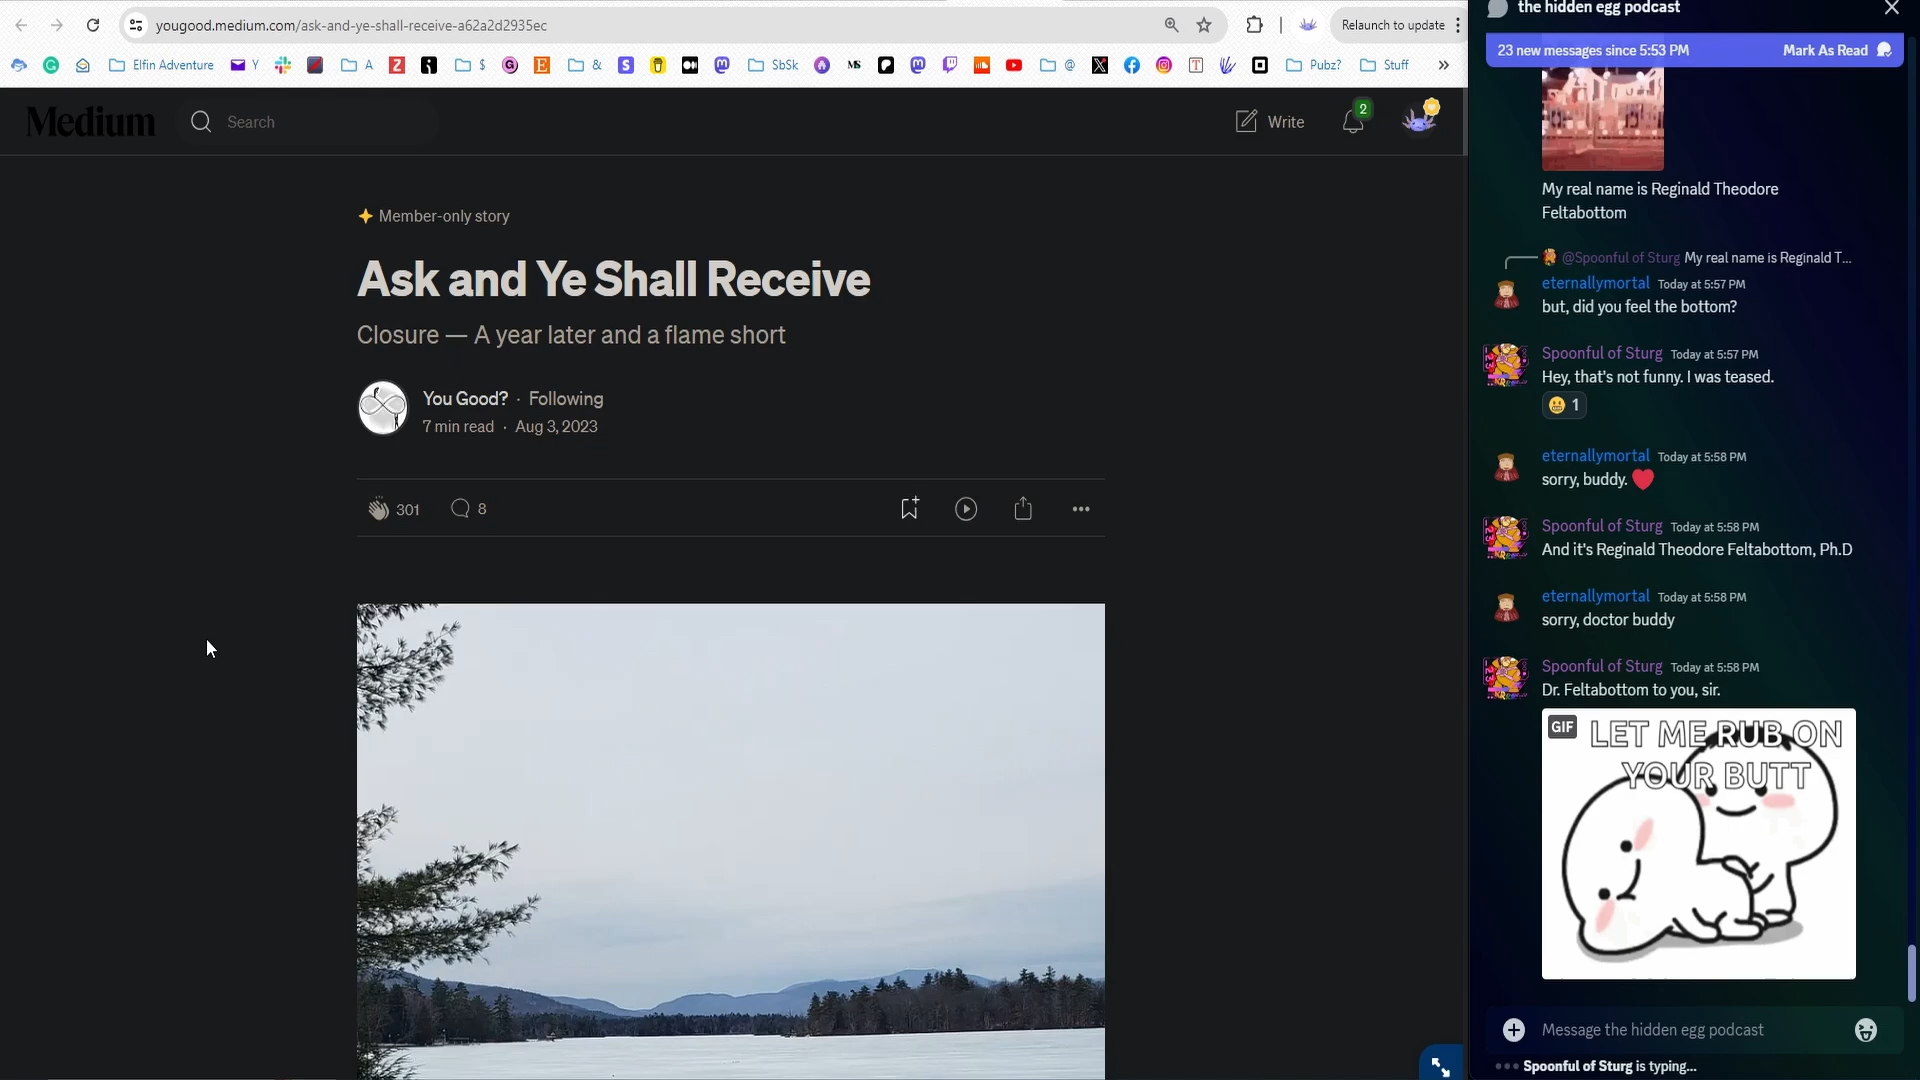 yougood.medium.com/ask-and-ye-shall-receive-a62a2d2935ec
Relaunch to update
Elfin Adventure
Y
A
$
&
SbSk
@
Pubz?
Stuff
Medium
Search
Write
2
Member-only story
Ask and Ye Shall Receive
Closure — A year later and a flame short
You Good? · Following
7 min read · Aug 3, 2023
301
8
the hidden egg podcast
23 new messages since 5:53 PM
Mark As Read
My real name is Reginald Theodore
Feltabottom
@Spoonful of Sturg My real name is Reginald T...
eternallymortal Today at 5:57 PM
but, did you feel the bottom?
Spoonful of Sturg Today at 5:57 PM
Hey, that's not funny. I was teased.
1
eternallymortal Today at 5:58 PM
sorry, buddy. ❤️
Spoonful of Sturg Today at 5:58 PM
And it's Reginald Theodore Feltabottom, Ph.D
eternallymortal Today at 5:58 PM
sorry, doctor buddy
Spoonful of Sturg Today at 5:58 PM
Dr. Feltabottom to you, sir.
GIF
LET ME RUB ON
YOUR BUTT
Message the hidden egg podcast
Spoonful of Sturg is typing...